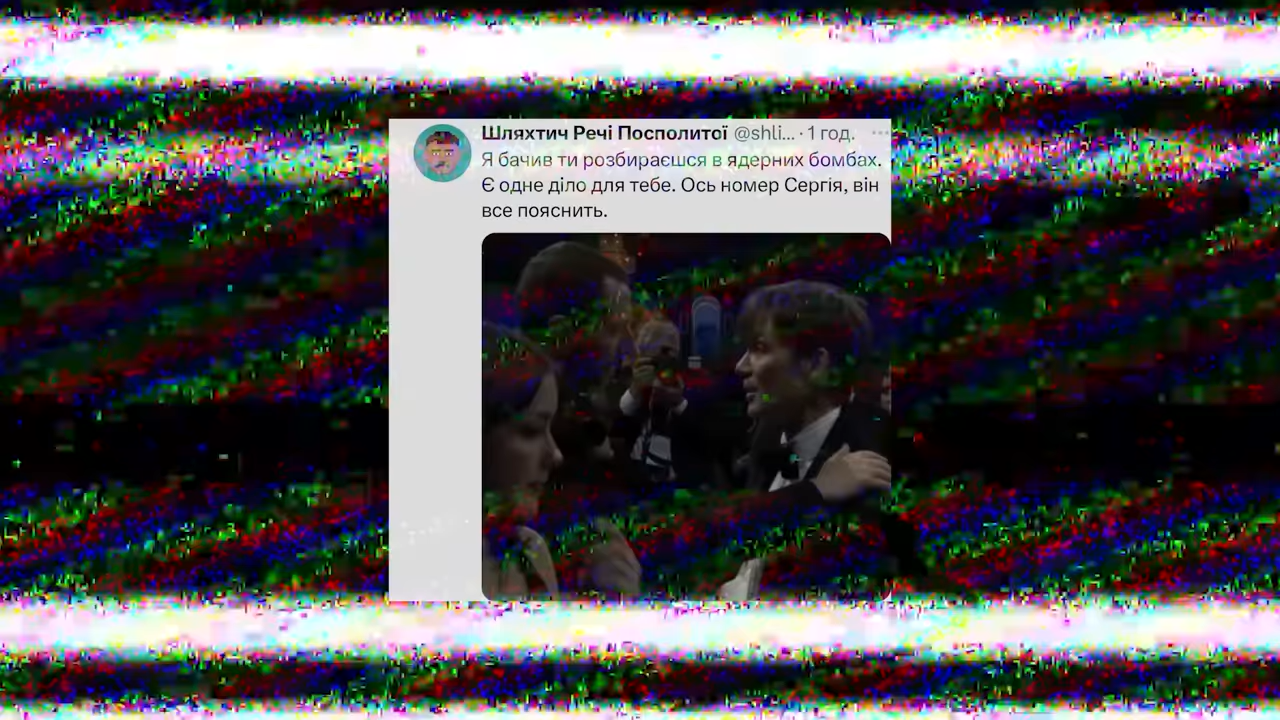 Шляхтич Речі Посполитої @shli... · 1 год.
Я бачив ти розбираєшся в ядерних бомбах.
Є одне діло для тебе. Ось номер Сергія, він
все пояснить.